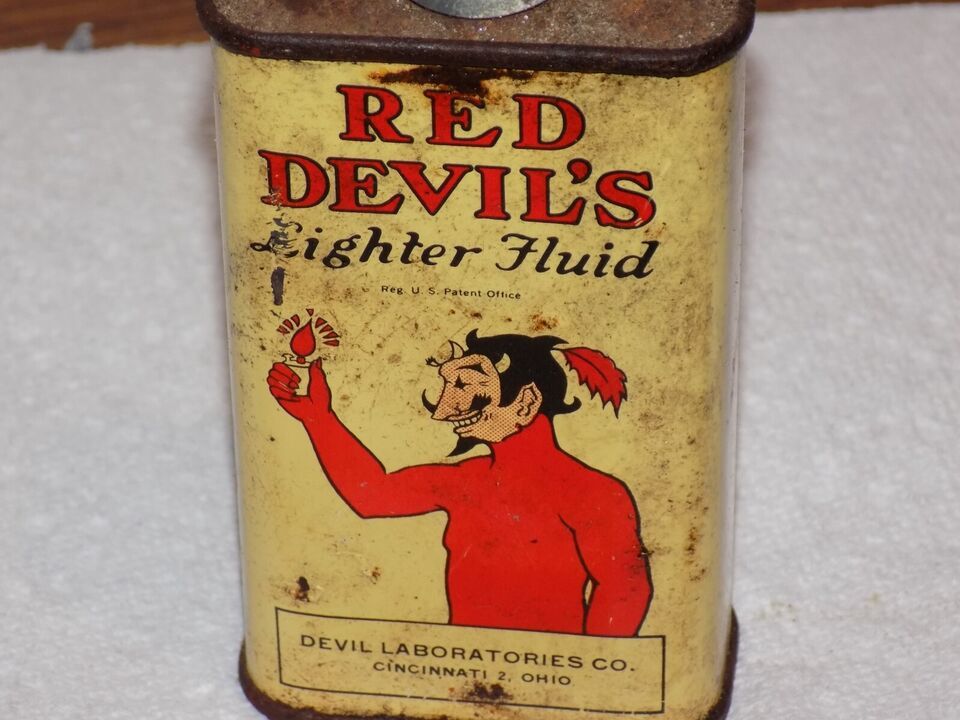 RED
DEVIL'S
Lighter Fluid
Reg. U. S. Patent Office
DEVIL LABORATORIES CO.
CINCINNATI 2, OHIO